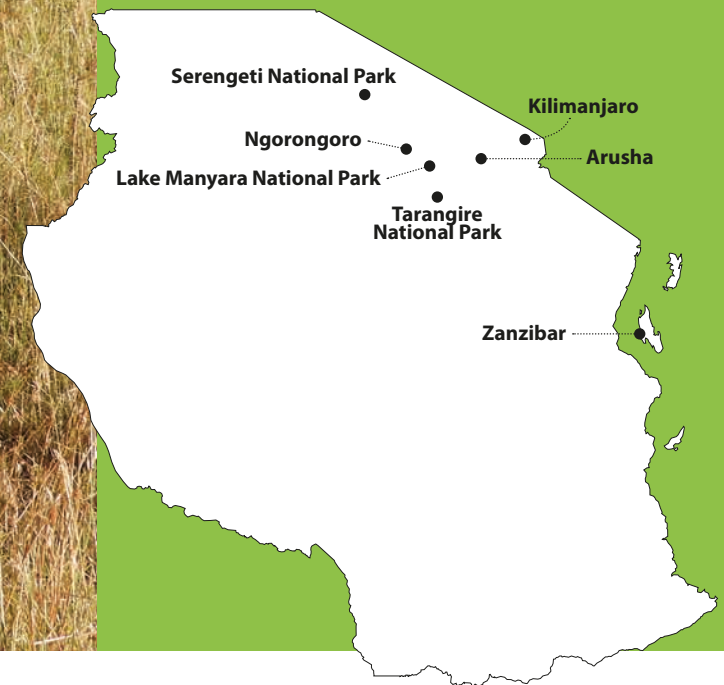 Serengeti National Park
Kilimanjaro
Ngorongoro
Arusha
Lake Manyara National Park
Tarangire
National Park
Zanzibar